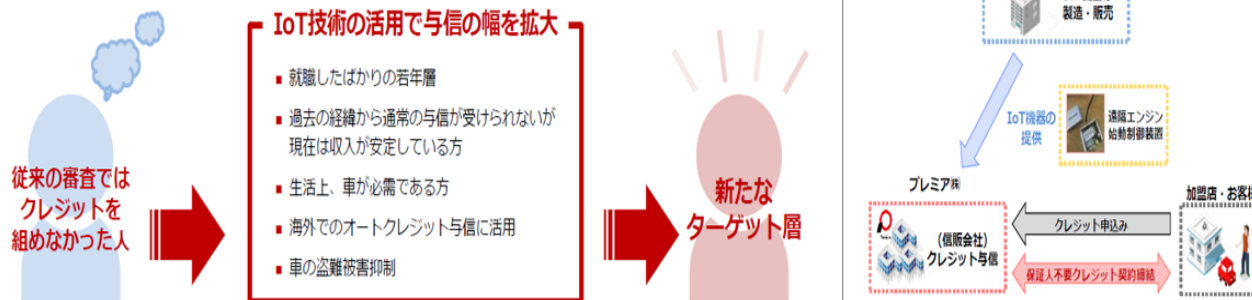 IoT技術の活用で与信の幅を拡大
従来の審査では
クレジットを
組めなかった人
■ 就職したばかりの若年層
■ 過去の経緯から通常の与信が受けられないが
現在は収入が安定している方
■ 生活上、車が必需である方
■ 海外でのオートクレジット与信に活用
■ 車の盗難被害抑制
新たな
ターゲット層
製造・販売
IoT機器の
提供
遠隔エンジン
始動制御装置
プレミア㈱
(信販会社)
クレジット与信
加盟店・お客様
クレジット申込み
保証人不要クレジット契約締結